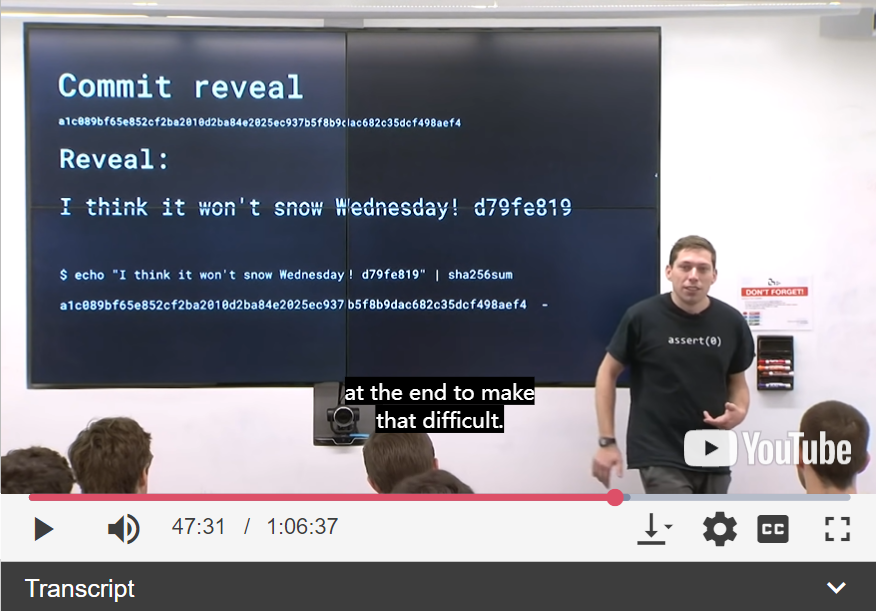 Commit reveal
a1c089bf65e852cf2ba2010d2ba84e2025ec937b5f8b9dac682c35dcf498aef4
Reveal:
I think it won't snow Wednesday! d79fe819
$ echo "I think it won't snow Wednesday! d79fe819" | sha256sum
a1c089bf65e852cf2ba2010d2ba84e2025ec937b5f8b9dac682c35dcf498aef4 -
DON'T FORGET!
assert(0)
at the end to make
that difficult.
YouTube
47:31 / 1:06:37
CC
Transcript